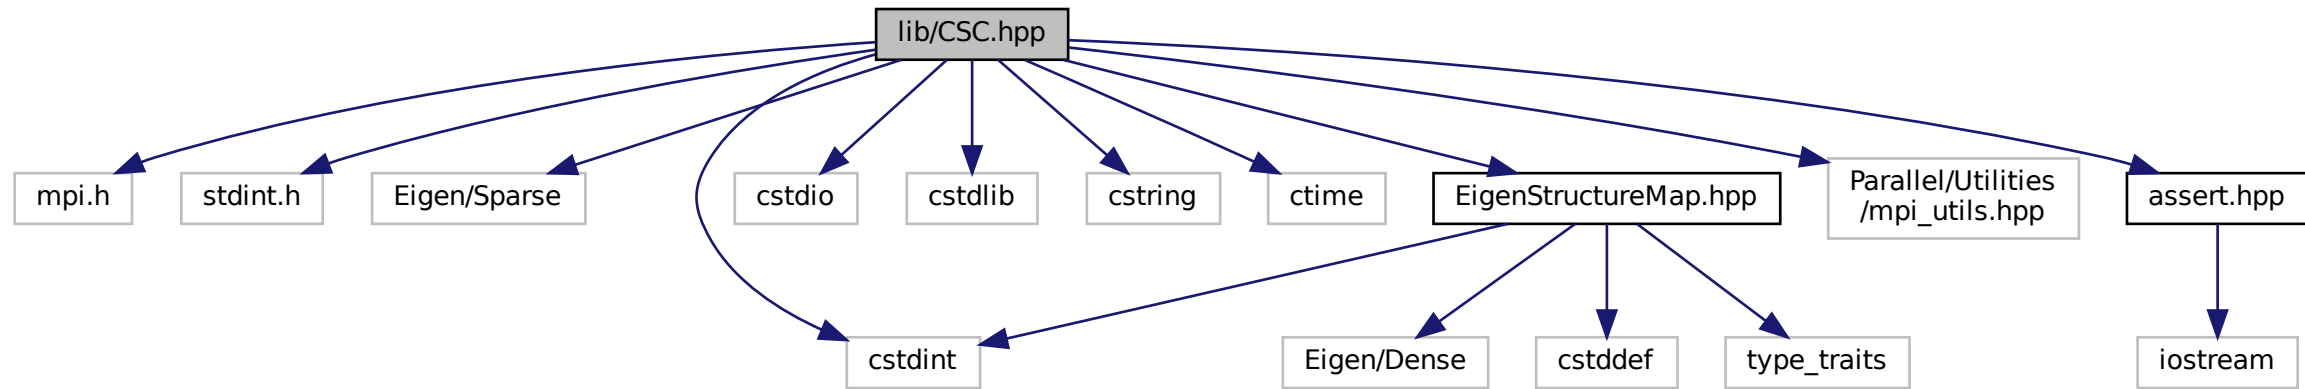 lib/CSC.hpp
mpi.h
stdint.h
Eigen/Sparse
cstdio
cstdlib
cstring
ctime
EigenStructureMap.hpp
Parallel/Utilities
/mpi_utils.hpp
assert.hpp
cstdint
Eigen/Dense
cstddef
type_traits
iostream